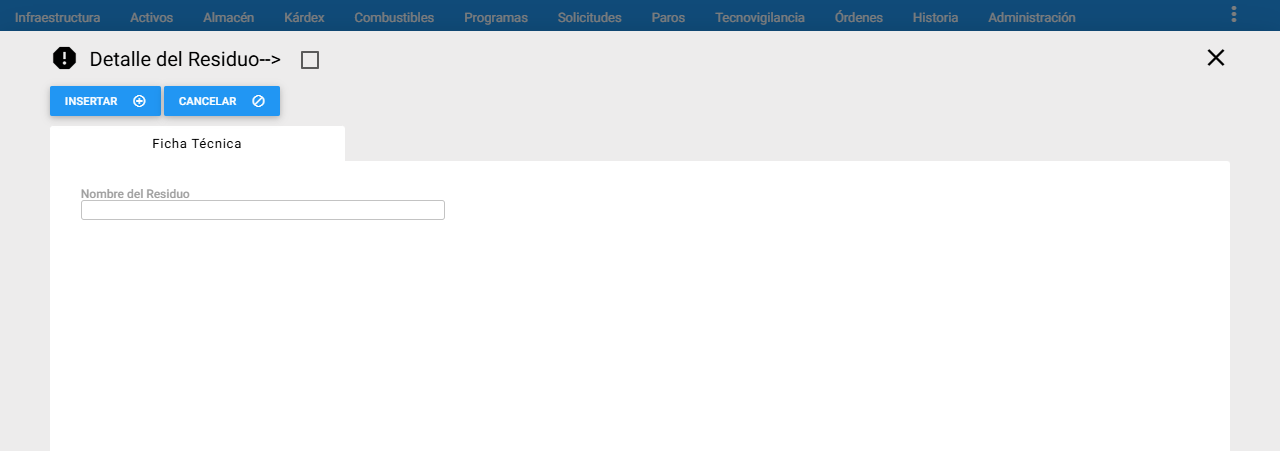 Infraestructura Activos Almacén Kárdex Combustibles Programas Solicitudes Paros Tecnovigilancia Órdenes Historia Administración
Detalle del Residuo-->
INSERTAR CANCELAR
Ficha Técnica
Nombre del Residuo